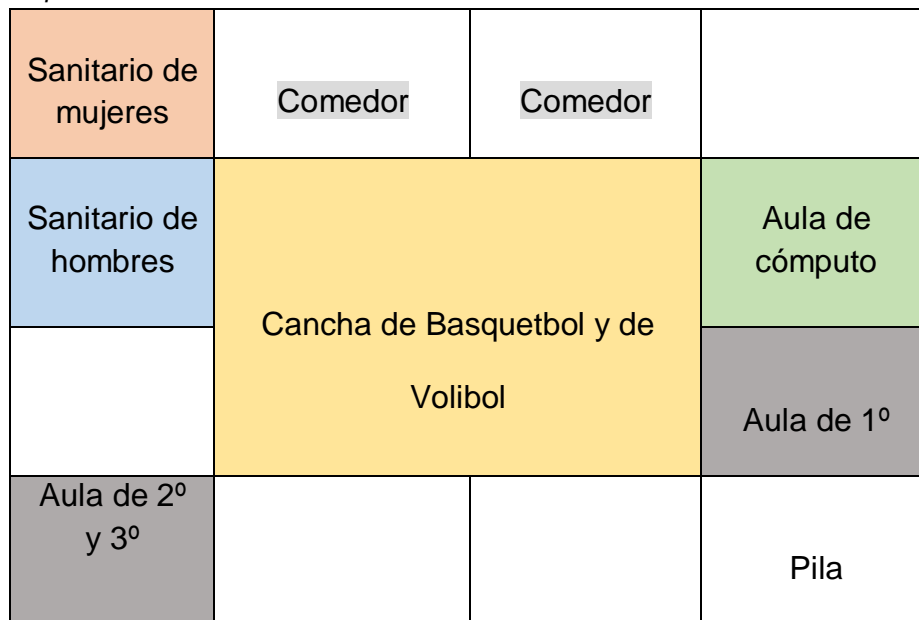 Sanitario de
mujeres
Comedor
Comedor
Sanitario de
hombres
Cancha de Basquetbol y de
Volibol
Aula de
cómputo
Aula de 1º
Aula de 2º
y 3º
Pila